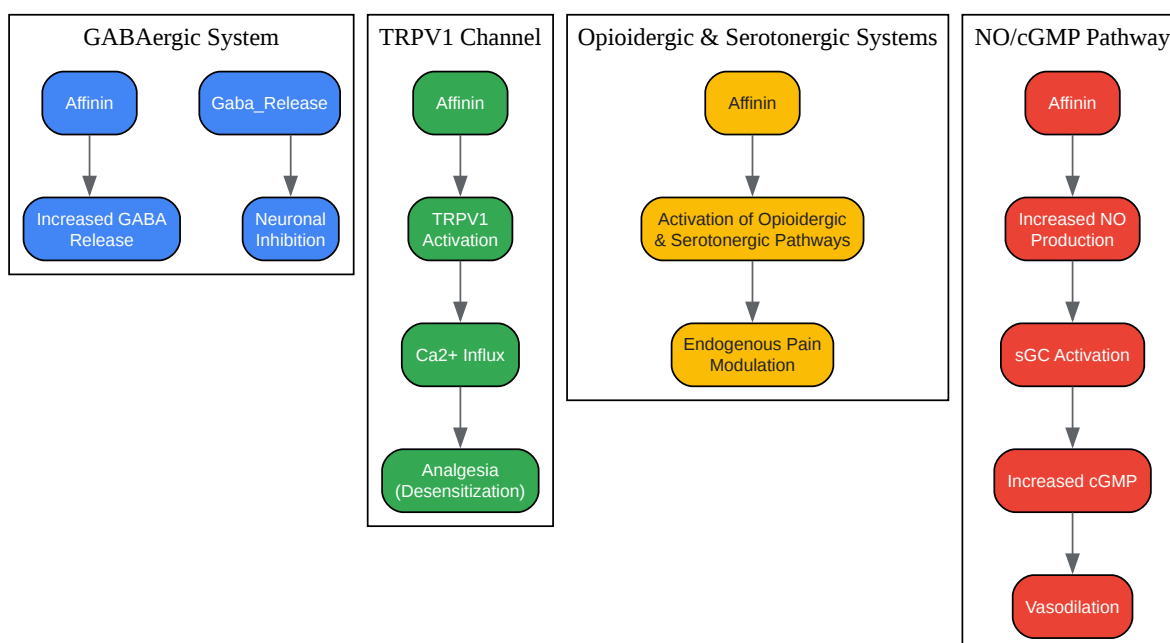 GABAergic System
Affinin
Gaba_Release
Increased GABA
Release
Neuronal
Inhibition
TRPV1 Channel
Affinin
TRPV1
Activation
Ca2+ Influx
Analgesia
(Desensitization)
Opioidergic & Serotonergic Systems
Affinin
Activation of Opioidergic
& Serotonergic Pathways
Endogenous Pain
Modulation
NO/cGMP Pathway
Affinin
Increased NO
Production
sGC Activation
Increased cGMP
Vasodilation